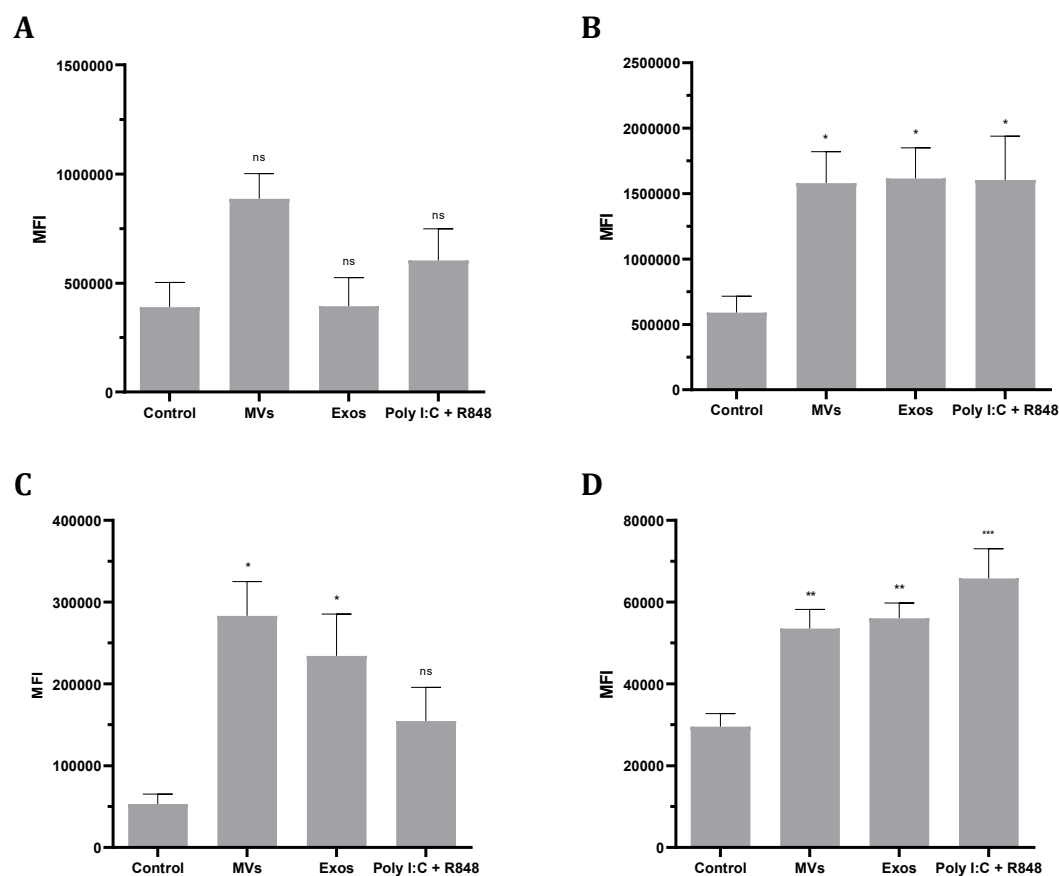 A
1500000
1000000
500000
0
MFI
ns
ns
ns
Control MVs Exos Poly I:C + R848
B
2500000
2000000
1500000
1000000
500000
0
MFI
* * *
Control MVs Exos Poly I:C + R848
C
400000
300000
200000
100000
0
MFI
*
*
ns
Control MVs Exos Poly I:C + R848
D
80000
60000
40000
20000
0
MFI
**
**
***
Control MVs Exos Poly I:C + R848